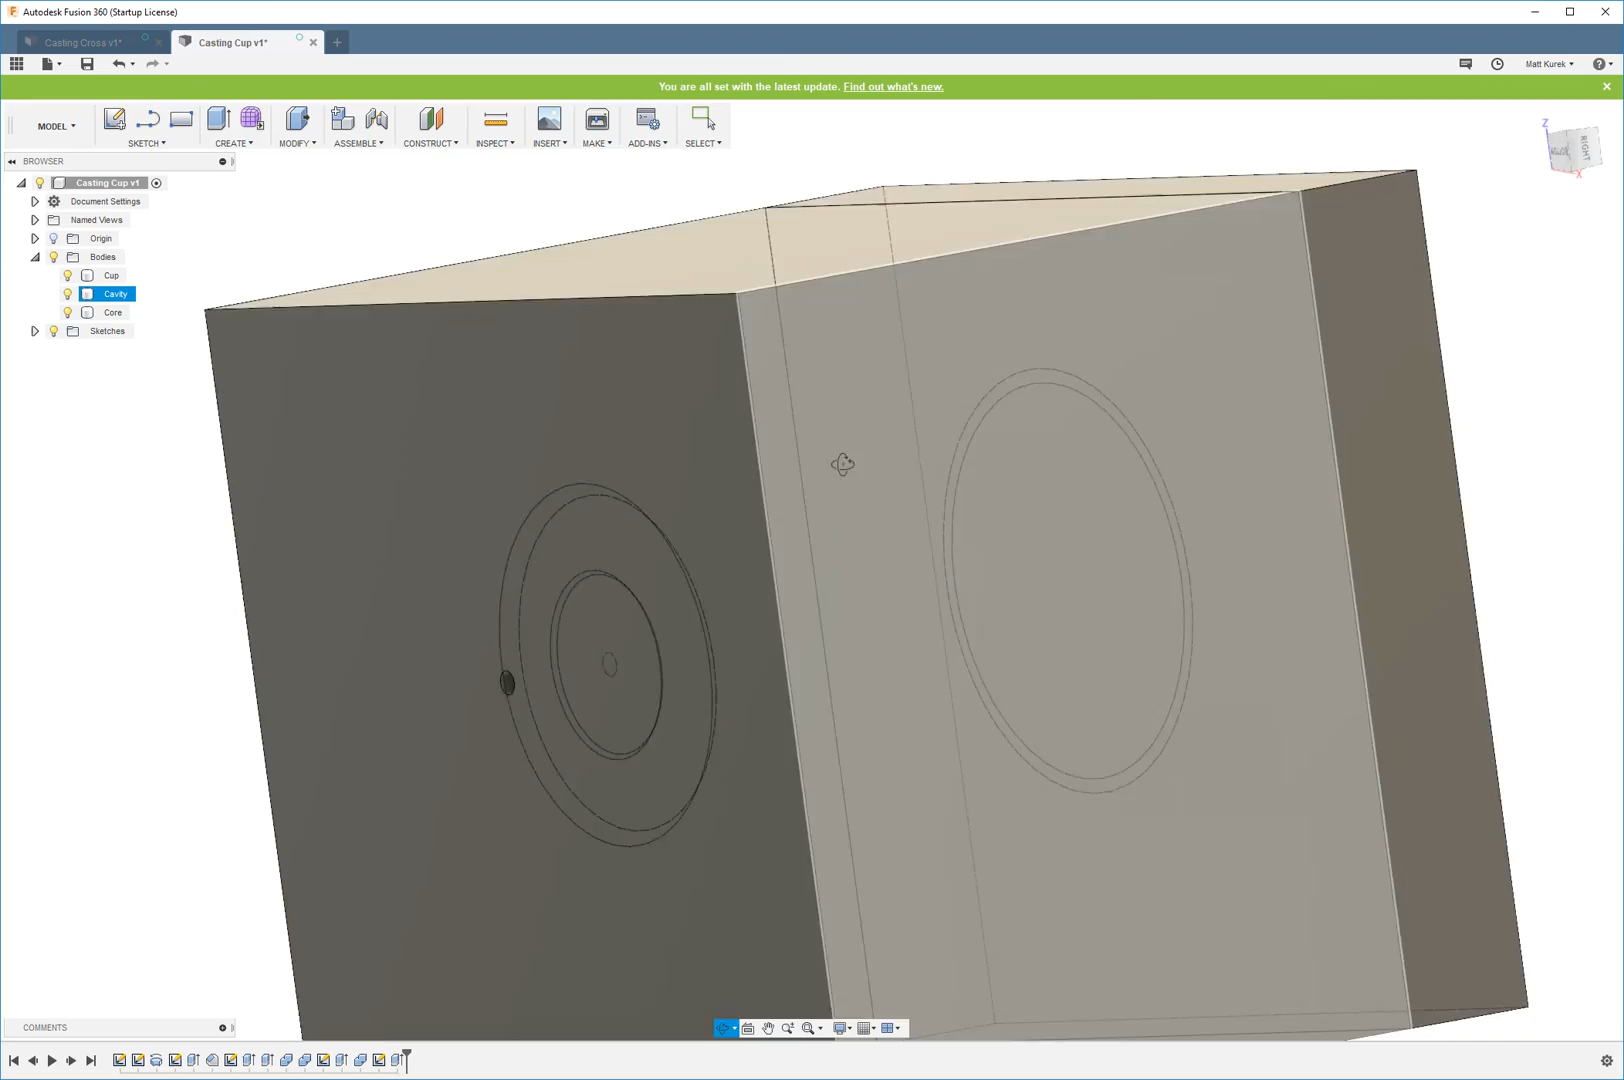 Autodesk Fusion 360 (Startup License)
Casting Cross v1*
Casting Cup v1*
Matt Kurek
You are all set with the latest update. Find out what's new.
MODEL
SKETCH
CREATE
MODIFY
ASSEMBLE
CONSTRUCT
INSPECT
INSERT
MAKE
ADD-INS
SELECT
BROWSER
Casting Cup v1
Document Settings
Named Views
Origin
Bodies
Cup
Cavity
Core
Sketches
Z
RIGHT
X
COMMENTS